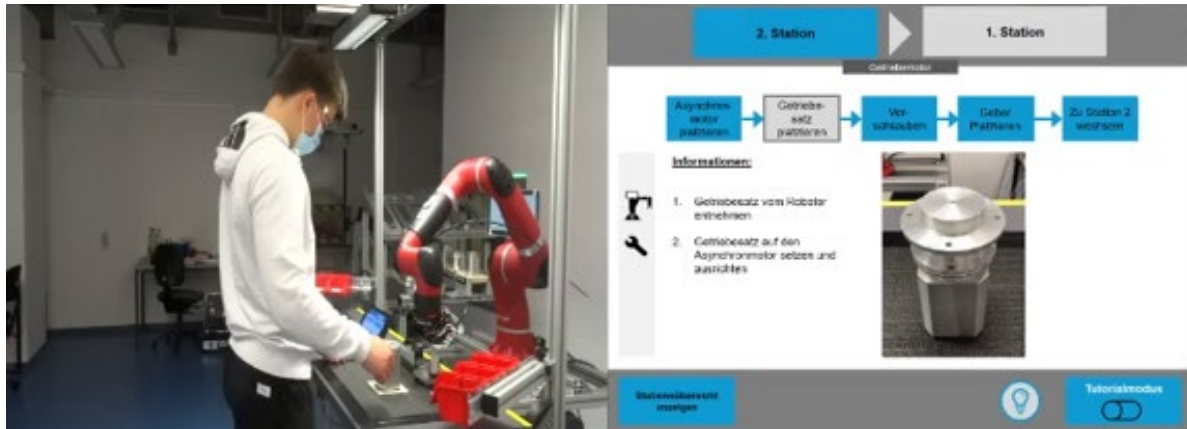 2. Station
1. Station
Getriebemotor
Asynchron-
motor
platzieren
Getriebe-
satz
platzieren
Ver-
schrauben
Geber
Platzieren
Zu Station 2
wechseln
Informationen:
1. Getriebesatz vom Roboter
entnehmen
2. Getriebesatz auf den
Asynchronmotor setzen und
ausrichten
Stationsübersicht
anzeigen
Tutorialmodus